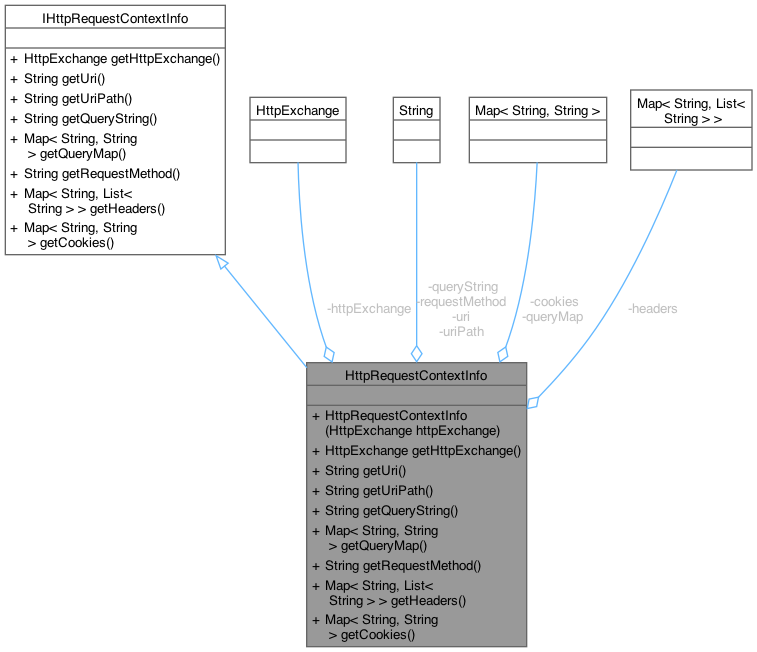 IHttpRequestContextInfo
+ HttpExchange getHttpExchange()
+ String getUri()
+ String getUriPath()
+ String getQueryString()
+ Map< String, String
> getQueryMap()
+ String getRequestMethod()
+ Map< String, List<
String > > getHeaders()
+ Map< String, String
> getCookies()
HttpExchange
String
Map< String, String >
Map< String, List<
String > >
-httpExchange
-queryString
-requestMethod
-uri
-uriPath
-cookies
-queryMap
-headers
HttpRequestContextInfo
+ HttpRequestContextInfo
(HttpExchange httpExchange)
+ HttpExchange getHttpExchange()
+ String getUri()
+ String getUriPath()
+ String getQueryString()
+ Map< String, String
> getQueryMap()
+ String getRequestMethod()
+ Map< String, List<
String > > getHeaders()
+ Map< String, String
> getCookies()